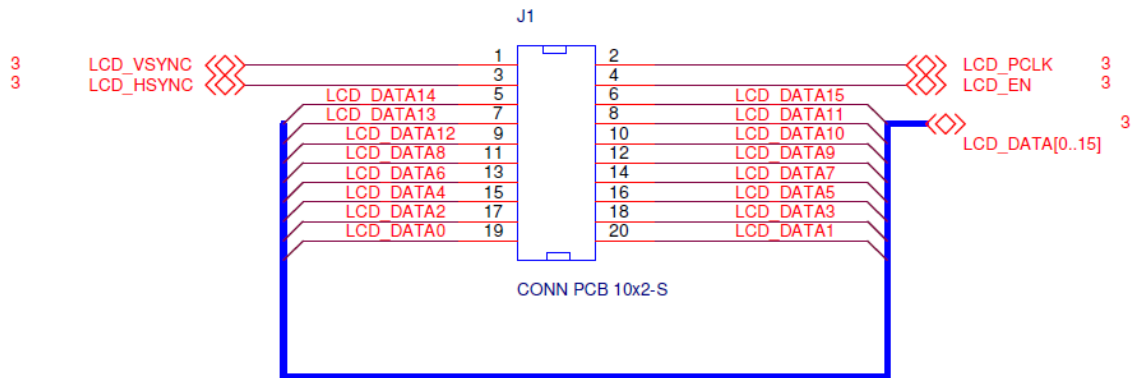 J1
3 LCD_VSYNC 1 2 LCD_PCLK 3
3 LCD_HSYNC 3 4 LCD_EN 3
LCD_DATA14 5 6 LCD_DATA15
LCD_DATA13 7 8 LCD_DATA11 3
LCD_DATA12 9 10 LCD_DATA10
LCD_DATA[0..15]
LCD_DATA8 11 12 LCD_DATA9
LCD_DATA6 13 14 LCD_DATA7
LCD_DATA4 15 16 LCD_DATA5
LCD_DATA2 17 18 LCD_DATA3
LCD_DATA0 19 20 LCD_DATA1
CONN PCB 10x2-S